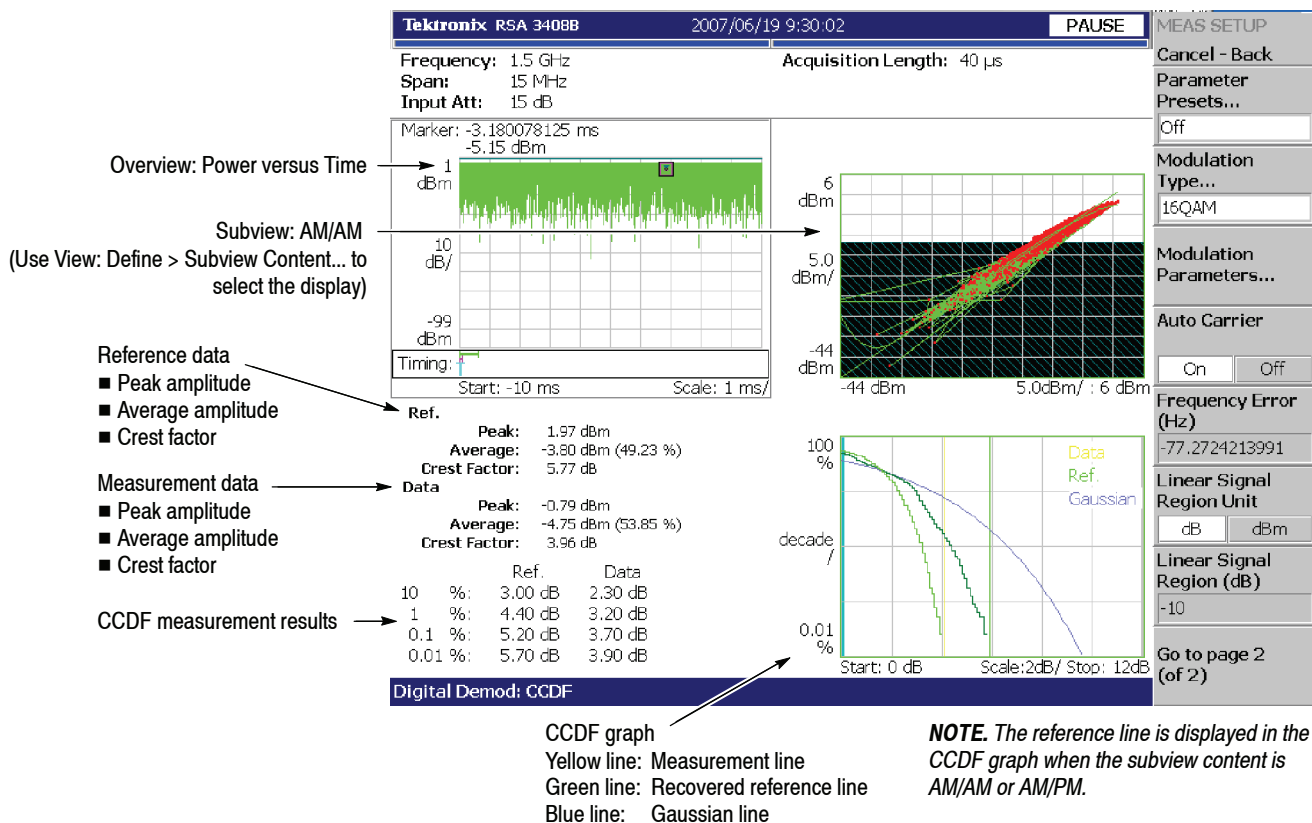 Tektronix RSA 3408B 2007/06/19 9:30:02 PAUSE
Frequency: 1.5 GHz
Span: 15 MHz
Input Att: 15 dB
Acquisition Length: 40 µs
Marker: -3.180078125 ms
-5.15 dBm
1
dBm
10
dB/
-99
dBm
Timing:
Start: -10 ms Scale: 1 ms/
6
dBm
5.0
dBm/
-44
dBm
-44 dBm 5.0dBm/ : 6 dBm
Ref.
Peak: 1.97 dBm
Average: -3.80 dBm (49.23 %)
Crest Factor: 5.77 dB
Data
Peak: -0.79 dBm
Average: -4.75 dBm (53.85 %)
Crest Factor: 3.96 dB
Ref. Data
10 %: 3.00 dB 2.30 dB
1 %: 4.40 dB 3.20 dB
0.1 %: 5.20 dB 3.70 dB
0.01 %: 5.70 dB 3.90 dB
100
%
decade
/
0.01
%
Data
Ref.
Gaussian
Start: 0 dB Scale:2dB/ Stop: 12dB
Digital Demod: CCDF
MEAS SETUP
Cancel - Back
Parameter
Presets...
Off
Modulation
Type...
16QAM
Modulation
Parameters...
Auto Carrier
On Off
Frequency Error
(Hz)
-77.2724213991
Linear Signal
Region Unit
dB dBm
Linear Signal
Region (dB)
-10
Go to page 2
(of 2)
Overview: Power versus Time
Subview: AM/AM
(Use View: Define > Subview Content... to
select the display)
Reference data
■ Peak amplitude
■ Average amplitude
■ Crest factor
Measurement data
■ Peak amplitude
■ Average amplitude
■ Crest factor
CCDF measurement results
CCDF graph
Yellow line: Measurement line
Green line: Recovered reference line
Blue line: Gaussian line
NOTE. The reference line is displayed in the
CCDF graph when the subview content is
AM/AM or AM/PM.